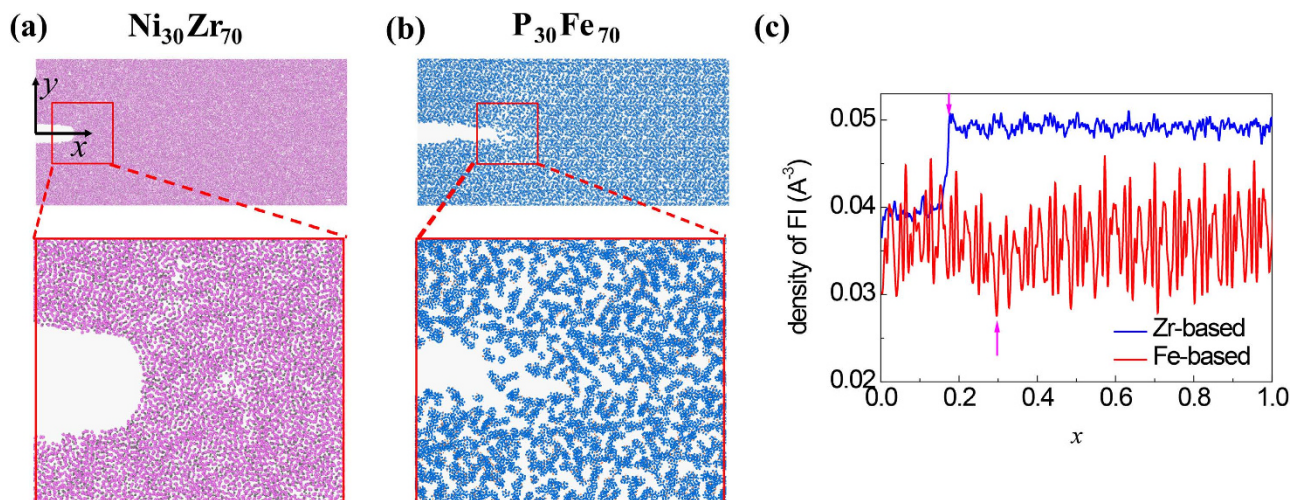 (a) Ni30Zr70
y
x
(b) P30Fe70
(c)
density of FI (A-3)
0.05
0.04
0.03
0.02
Zr-based
Fe-based
0.0 0.2 0.4 0.6 0.8 1.0
x